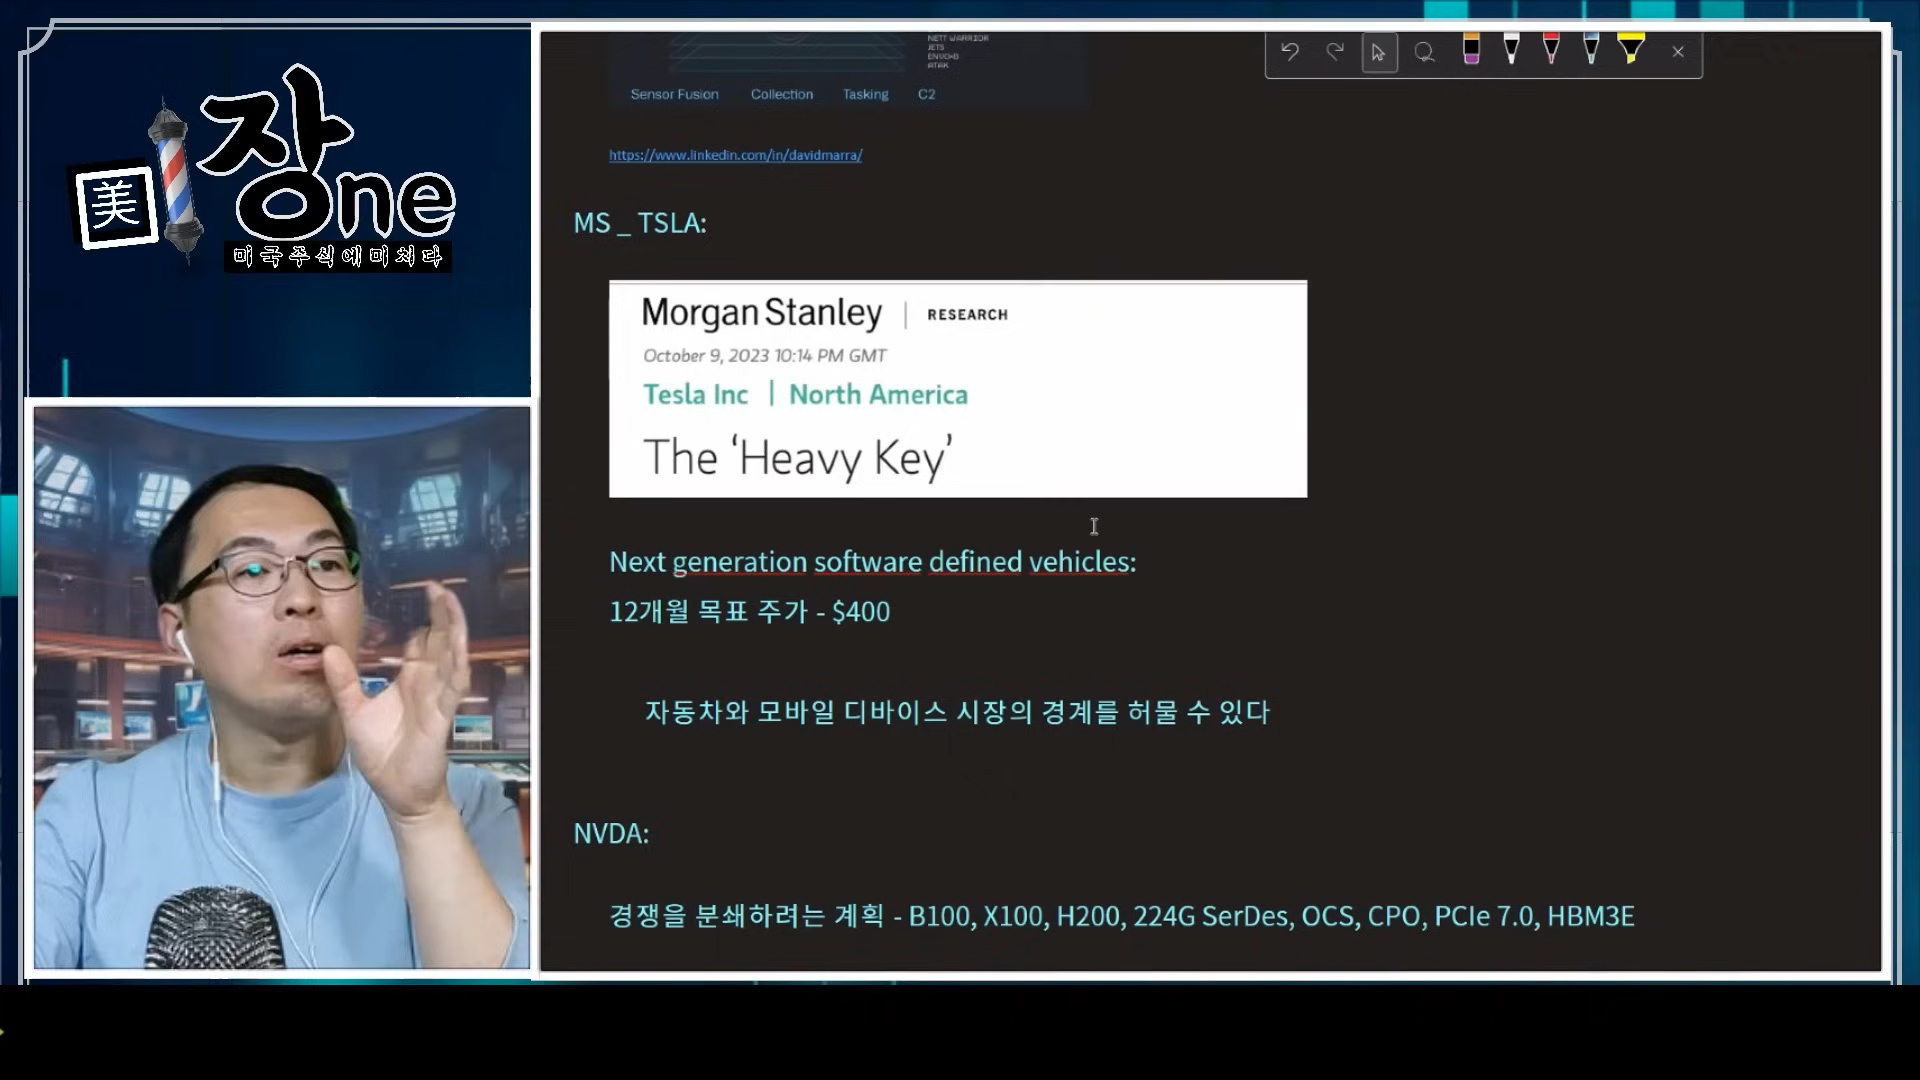 美
장one
미국주식에미치다
NETT WARRIOR
JETS
ENVO-B
ATAK
Sensor Fusion Collection Tasking C2
https://www.linkedin.com/in/davidmarra/
MS _ TSLA:
Morgan Stanley | RESEARCH
October 9, 2023 10:14 PM GMT
Tesla Inc | North America
The ‘Heavy Key’
Next generation software defined vehicles:
12개월 목표 주가 - $400
자동차와 모바일 디바이스 시장의 경계를 허물 수 있다
NVDA:
경쟁을 분쇄하려는 계획 - B100, X100, H200, 224G SerDes, OCS, CPO, PCIe 7.0, HBM3E